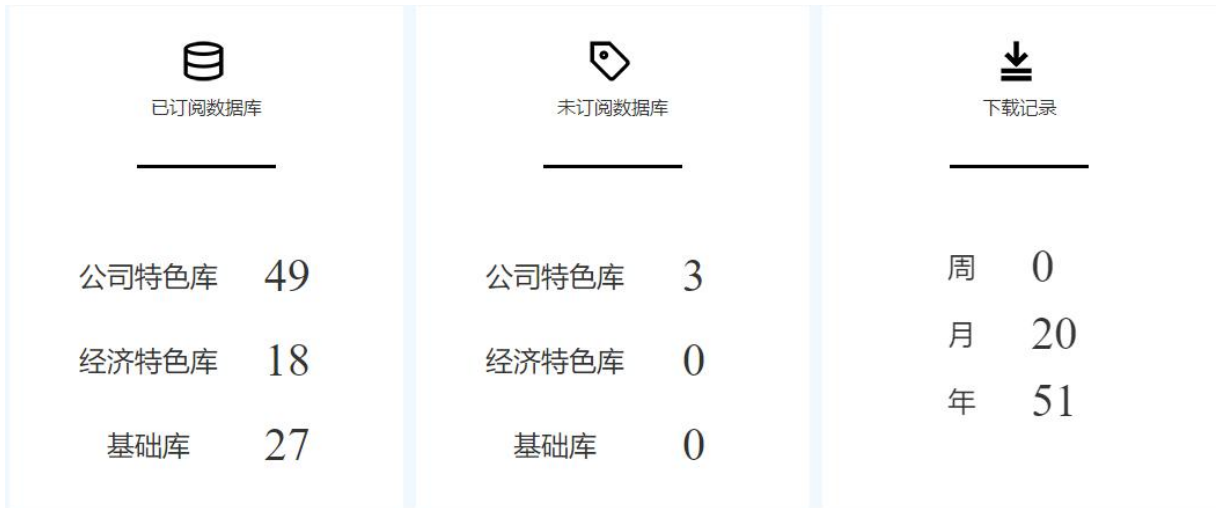 已订阅数据库
公司特色库 49
经济特色库 18
基础库 27
未订阅数据库
公司特色库 3
经济特色库 0
基础库 0
下载记录
周 0
月 20
年 51